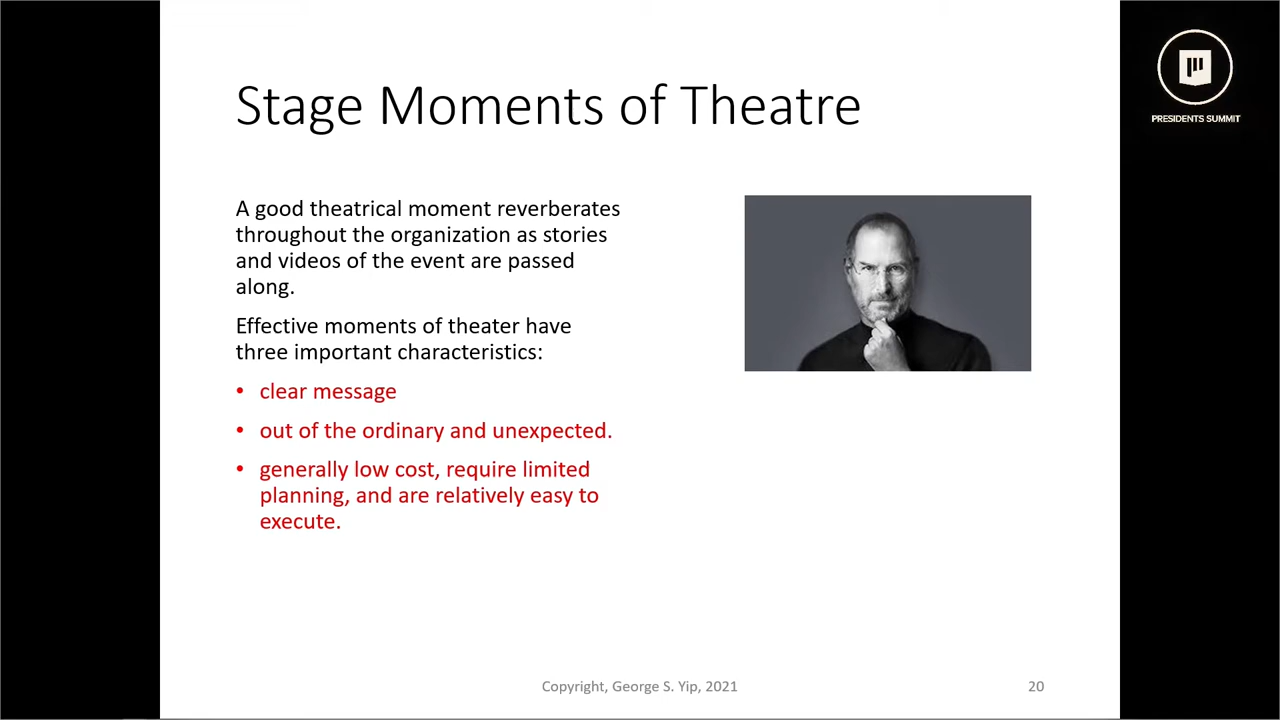 Stage Moments of Theatre
PRESIDENTS SUMMIT
A good theatrical moment reverberates
throughout the organization as stories
and videos of the event are passed
along.
Effective moments of theater have
three important characteristics:
• clear message
• out of the ordinary and unexpected.
• generally low cost, require limited
planning, and are relatively easy to
execute.
Copyright, George S. Yip, 2021
20